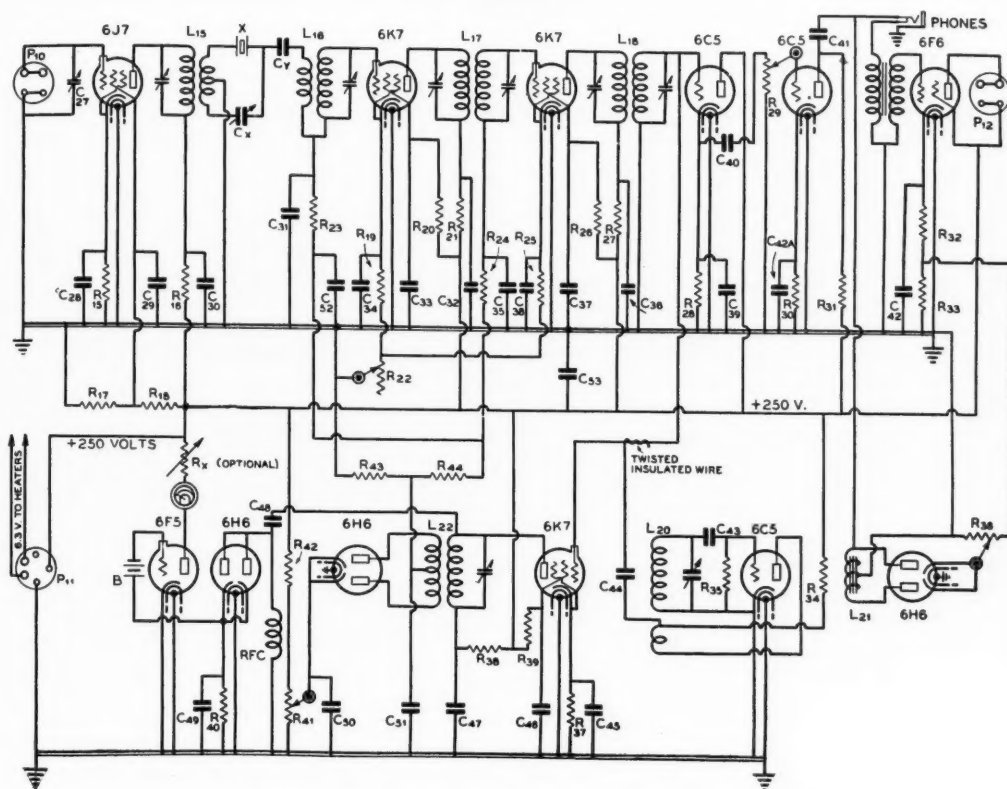 PHONES
6J7
L15
X
L16
6K7
L17
6K7
L18
6C5
6C5
C41
6F6
P10
C27
CY
CX
R29
C40
P12
C31
R23
R19
R20
R21
R24
R25
R26
R27
C42A
R32
C28
R15
C29
R16
C30
C52
C34
C33
C32
C35
C38
C37
C36
R28
C39
R30
R31
C42
R33
R22
C53
R17
R18
+250 V.
+250 VOLTS
6.3 V. TO HEATERS
RX (OPTIONAL)
R43
R44
TWISTED
INSULATED WIRE
C48
6F5
6H6
6H6
L22
6K7
L20
C43
6C5
R36
P11
B
R42
C44
R35
R34
RFC
R38
R39
L21
6H6
C49
R40
R41
C50
C51
C47
C46
R37
C45